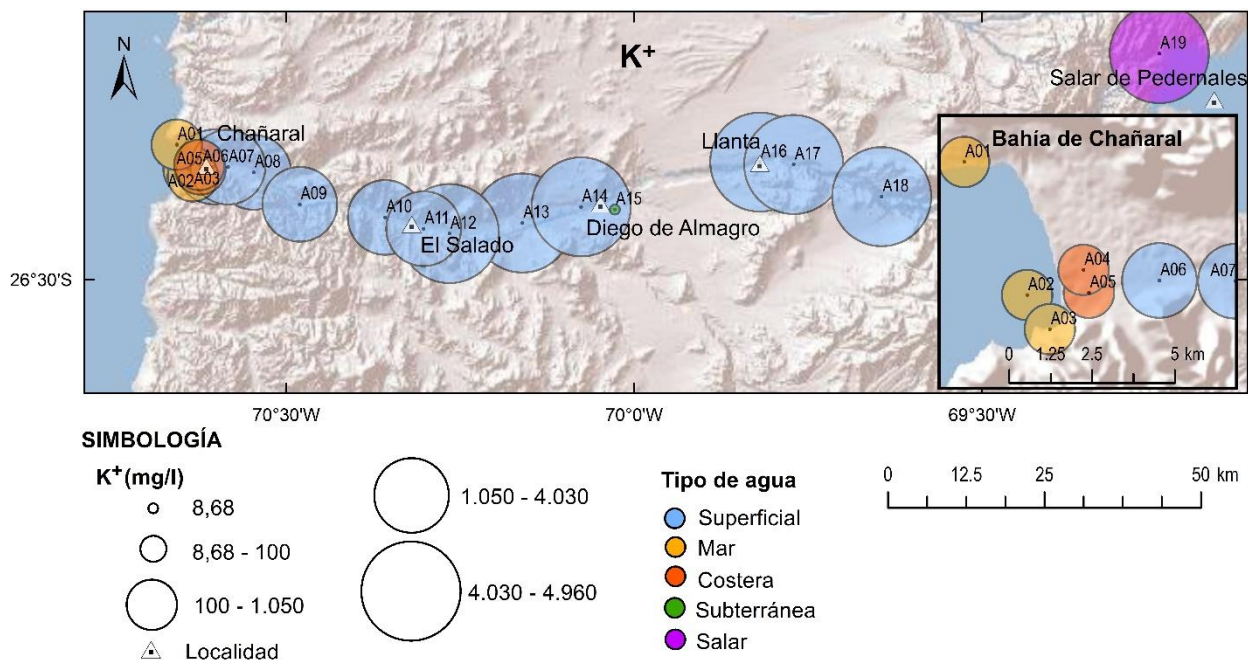 N
K+
A19
Salar de Pedernales
A01
Chañaral
A05
A06
A07
A08
A02
A03
A09
A10
A11
A12
El Salado
A13
A14
A15
Diego de Almagro
Llanta
A16
A17
A18
Bahía de Chañaral
A01
A04
A02
A05
A06
A07
A03
0 1.25 2.5 5 km
26°30'S
70°30'W 70°0'W 69°30'W
SIMBOLOGÍA
K+ (mg/l)
8,68
8,68 - 100
100 - 1.050
Localidad
1.050 - 4.030
4.030 - 4.960
Tipo de agua
Superficial
Mar
Costera
Subterránea
Salar
0 12.5 25 50 km